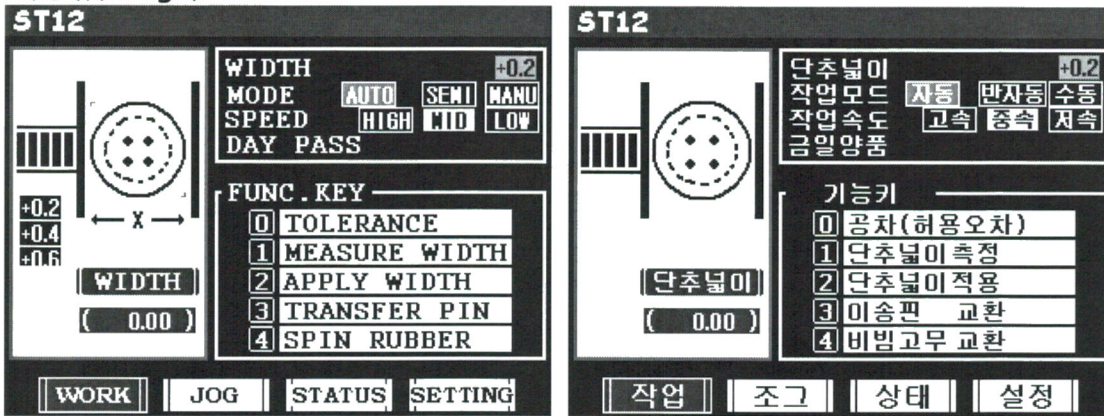 ST12
WIDTH +0.2
MODE AUTO SEMI MANU
SPEED HIGH MID LOW
DAY PASS
+0.2
+0.4
+0.6
X
WIDTH
( 0.00 )
FUNC.KEY
0 TOLERANCE
1 MEASURE WIDTH
2 APPLY WIDTH
3 TRANSFER PIN
4 SPIN RUBBER
WORK JOG STATUS SETTING
ST12
단추넓이 +0.2
작업모드 자동 반자동 수동
작업속도 고속 중속 저속
금일양품
단추넓이
( 0.00 )
기능키
0 공차(허용오차)
1 단추넓이측정
2 단추넓이적용
3 이송핀 교환
4 비빔고무 교환
작업 조그 상태 설정